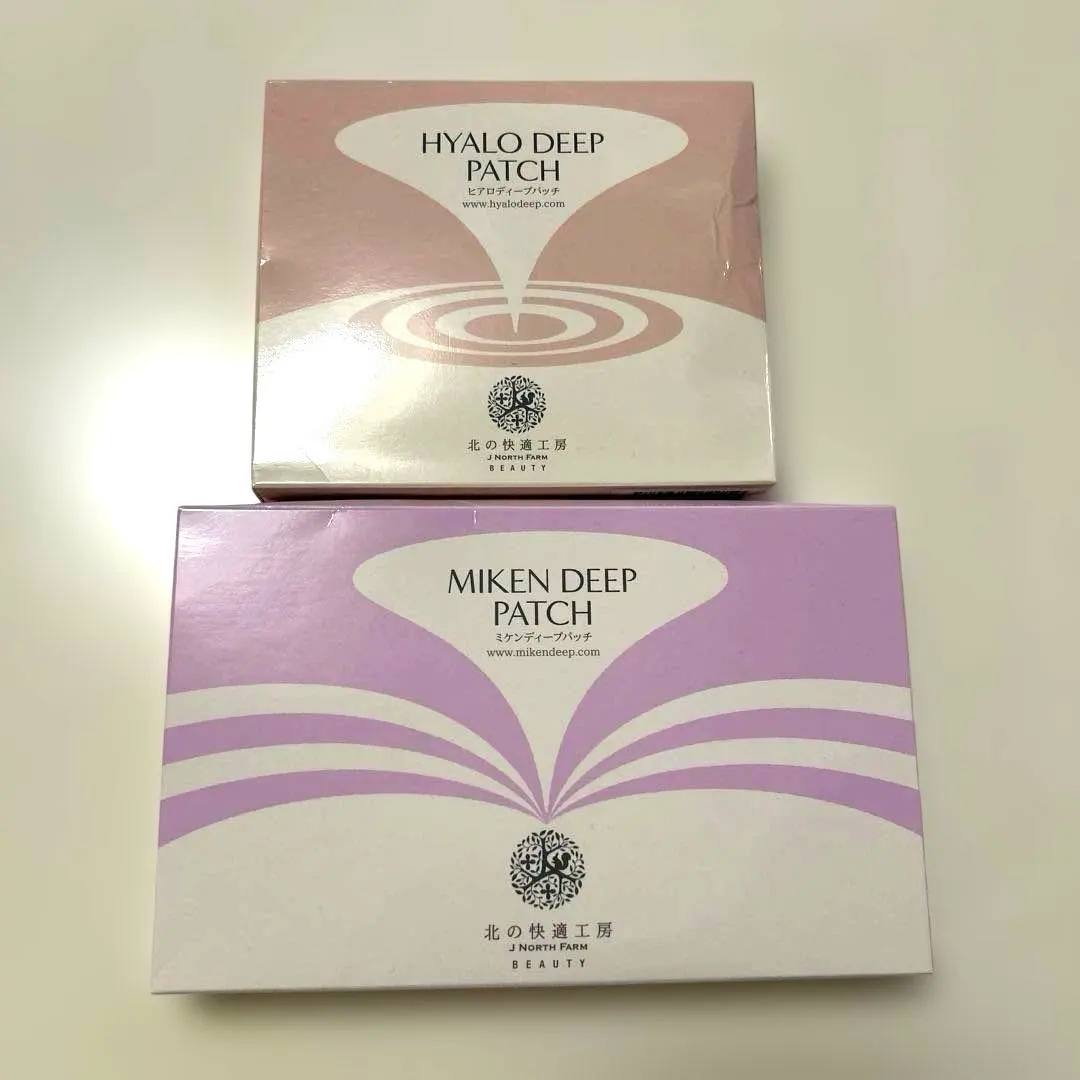 HYALO DEEP
PATCH
ヒアロディープパッチ
www.hyalodeep.com
北の快適工房
J NORTH FARM
BEAUTY
MIKEN DEEP
PATCH
ミケンディープパッチ
www.mikendeep.com
北の快適工房
J NORTH FARM
BEAUTY